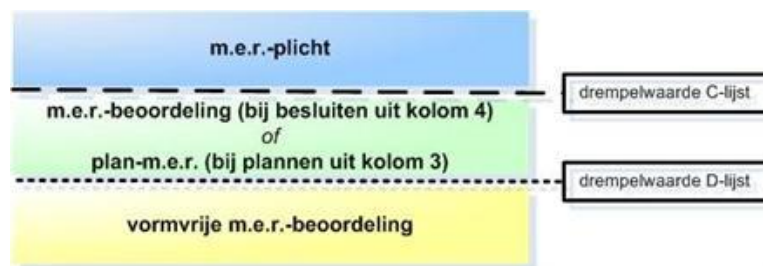 m.e.r.-plicht
drempelwaarde C-lijst
m.e.r.-beoordeling (bij besluiten uit kolom 4)
of
plan-m.e.r. (bij plannen uit kolom 3)
drempelwaarde D-lijst
vormvrije m.e.r.-beoordeling